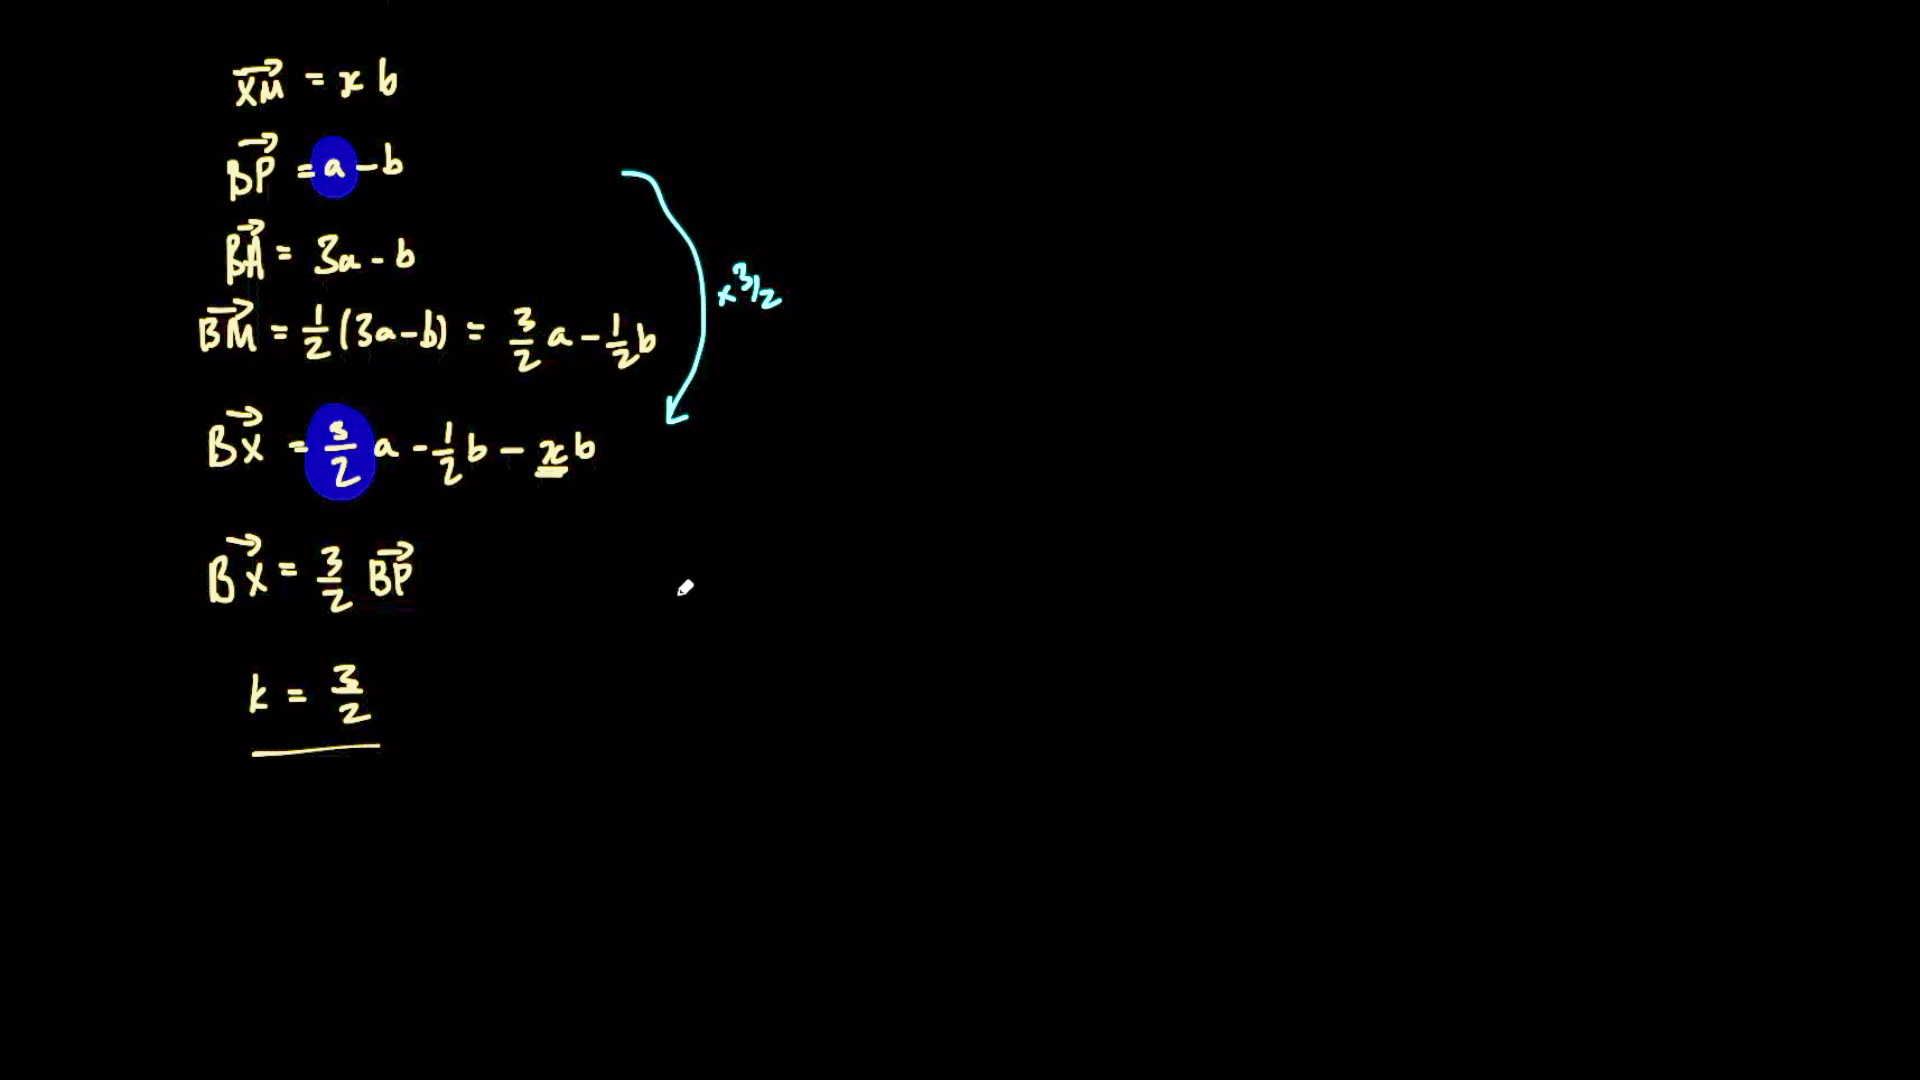 XM→ = x b
BP→ = a - b
BA→ = 3a - b
BM→ = 1/2 (3a - b) = 3/2 a - 1/2 b
× 3/2
BX→ = 3/2 a - 1/2 b - x b
BX→ = 3/2 BP→
k = 3/2